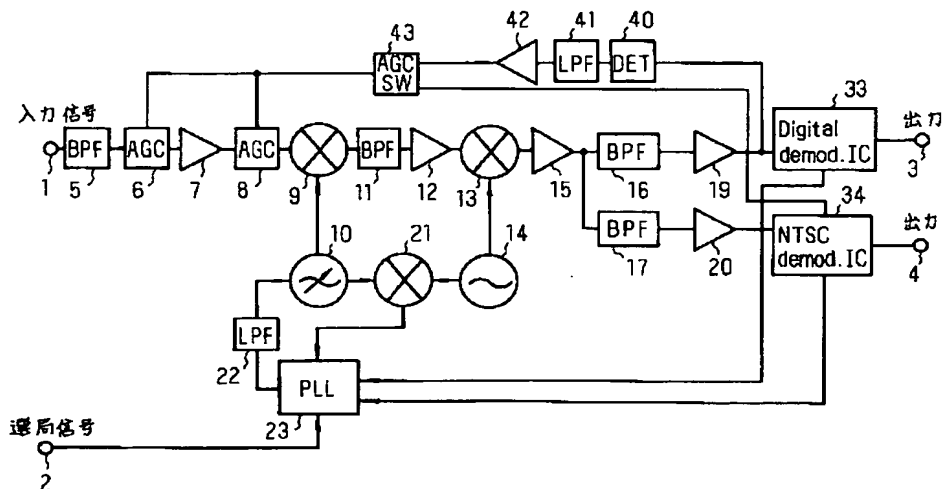 43
42
41
40
AGC
SW
LPF
DET
33
入力信号
Digital
demod.IC
出力
BPF
AGC
AGC
BPF
BPF
1
5
6
7
8
9
11
12
13
15
16
19
3
34
10
21
14
BPF
NTSC
demod.IC
出力
17
20
4
LPF
22
PLL
選局信号
23
2